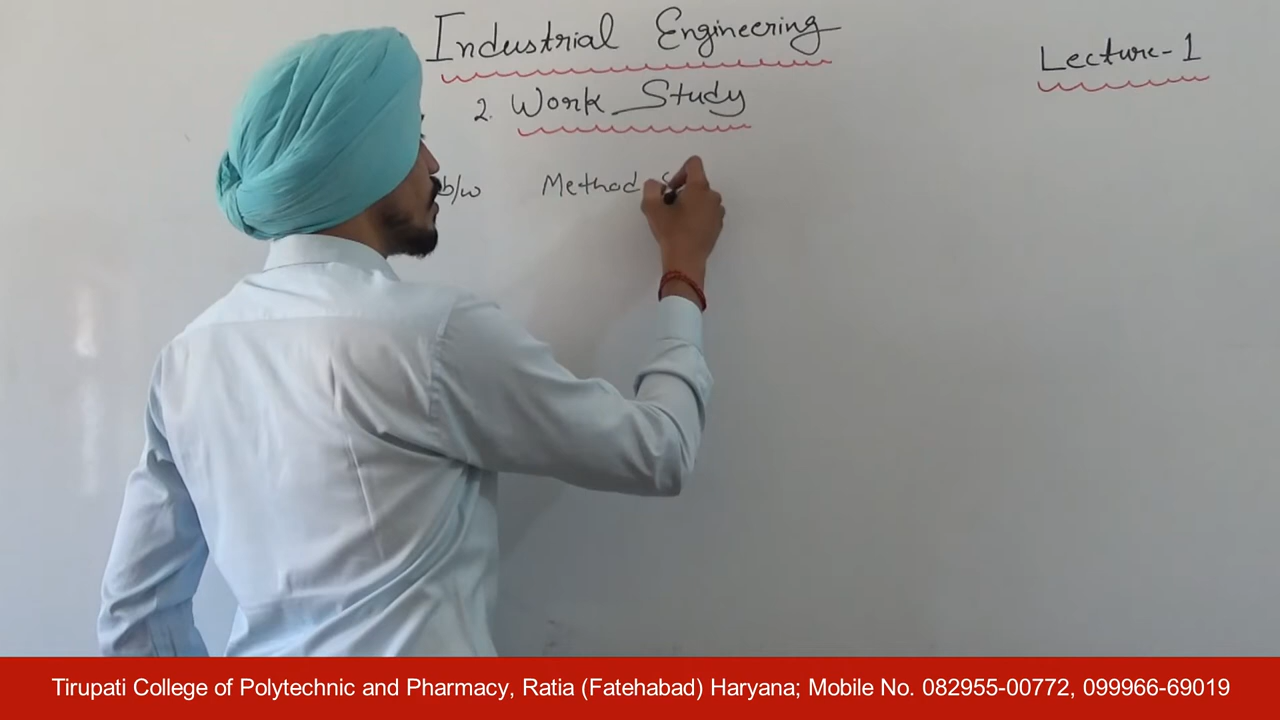 Industrial Engineering
Lecture-1
2. Work Study
b/w Method
Tirupati College of Polytechnic and Pharmacy, Ratia (Fatehabad) Haryana; Mobile No. 082955-00772, 099966-69019